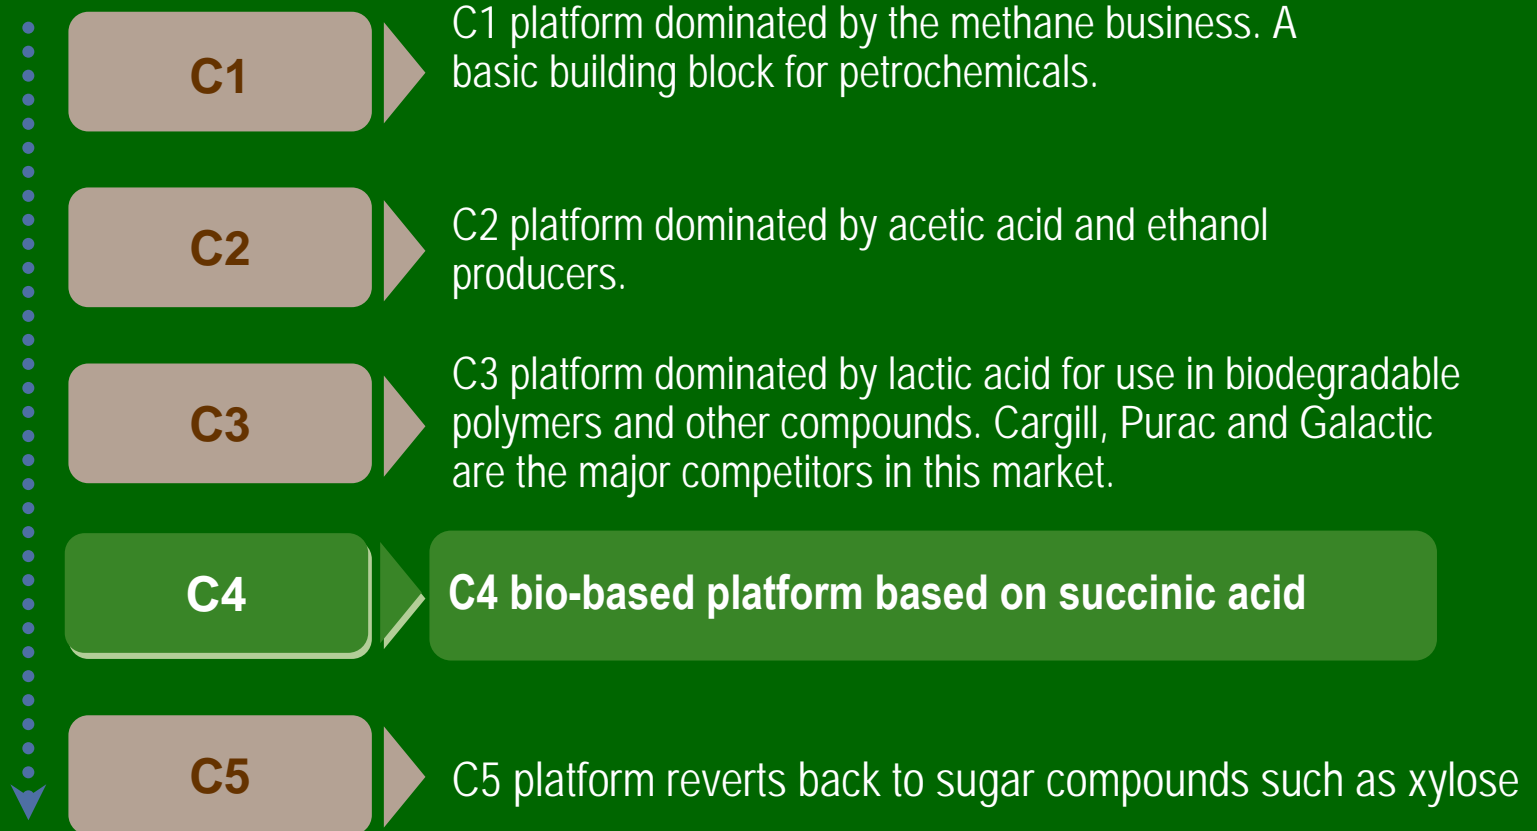 C1
C1 platform dominated by the methane business. A
basic building block for petrochemicals.
C2
C2 platform dominated by acetic acid and ethanol
producers.
C3
C3 platform dominated by lactic acid for use in biodegradable
polymers and other compounds. Cargill, Purac and Galactic
are the major competitors in this market.
C4
C4 bio-based platform based on succinic acid
C5
C5 platform reverts back to sugar compounds such as xylose